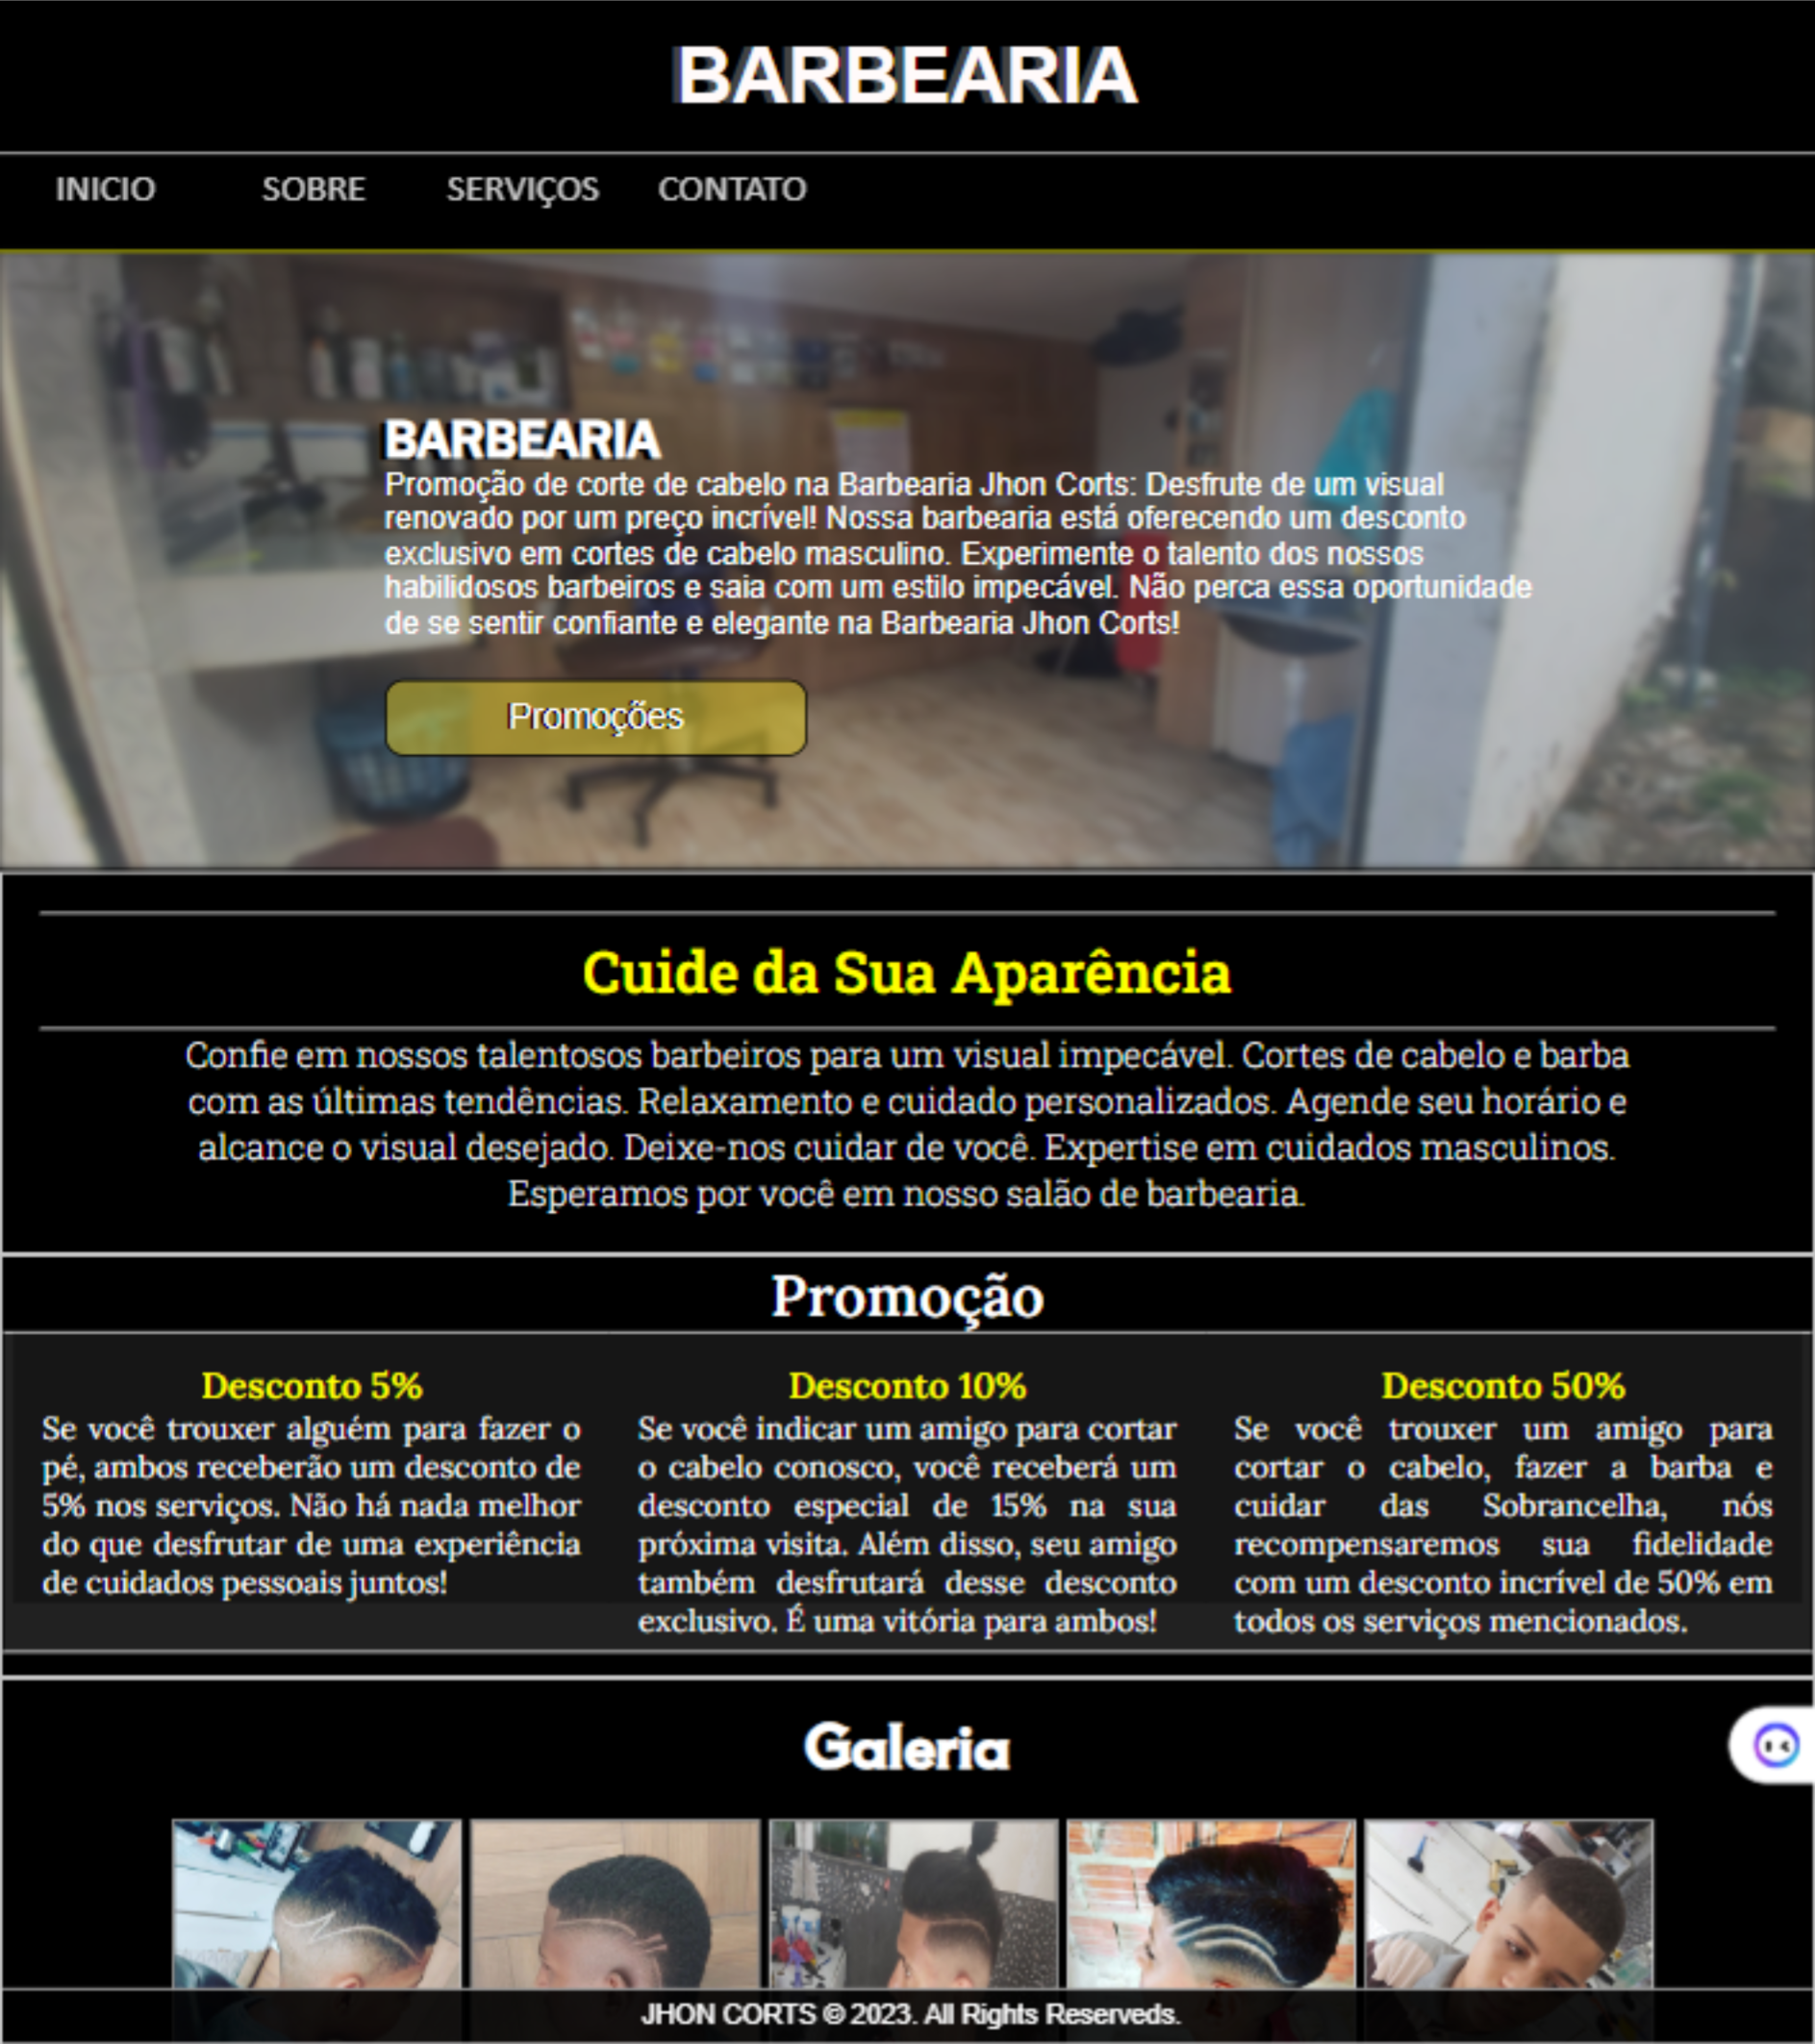 BARBEARIA
INICIO SOBRE SERVIÇOS CONTATO
BARBEARIA
Promoção de corte de cabelo na Barbearia Jhon Corts: Desfrute de um visual
renovado por um preço incrível! Nossa barbearia está oferecendo um desconto
exclusivo em cortes de cabelo masculino. Experimente o talento dos nossos
habilidosos barbeiros e saia com um estilo impecável. Não perca essa oportunidade
de se sentir confiante e elegante na Barbearia Jhon Corts!
Promoções
Cuide da Sua Aparência
Confie em nossos talentosos barbeiros para um visual impecável. Cortes de cabelo e barba
com as últimas tendências. Relaxamento e cuidado personalizados. Agende seu horário e
alcance o visual desejado. Deixe-nos cuidar de você. Expertise em cuidados masculinos.
Esperamos por você em nosso salão de barbearia.
Promoção
Desconto 5%
Se você trouxer alguém para fazer o
pé, ambos receberão um desconto de
5% nos serviços. Não há nada melhor
do que desfrutar de uma experiência
de cuidados pessoais juntos!
Desconto 10%
Se você indicar um amigo para cortar
o cabelo conosco, você receberá um
desconto especial de 15% na sua
próxima visita. Além disso, seu amigo
também desfrutará desse desconto
exclusivo. É uma vitória para ambos!
Desconto 50%
Se você trouxer um amigo para
cortar o cabelo, fazer a barba e
cuidar das Sobrancelha, nós
recompensaremos sua fidelidade
com um desconto incrível de 50% em
todos os serviços mencionados.
Galeria
JHON CORTS © 2023. All Rights Reserveds.